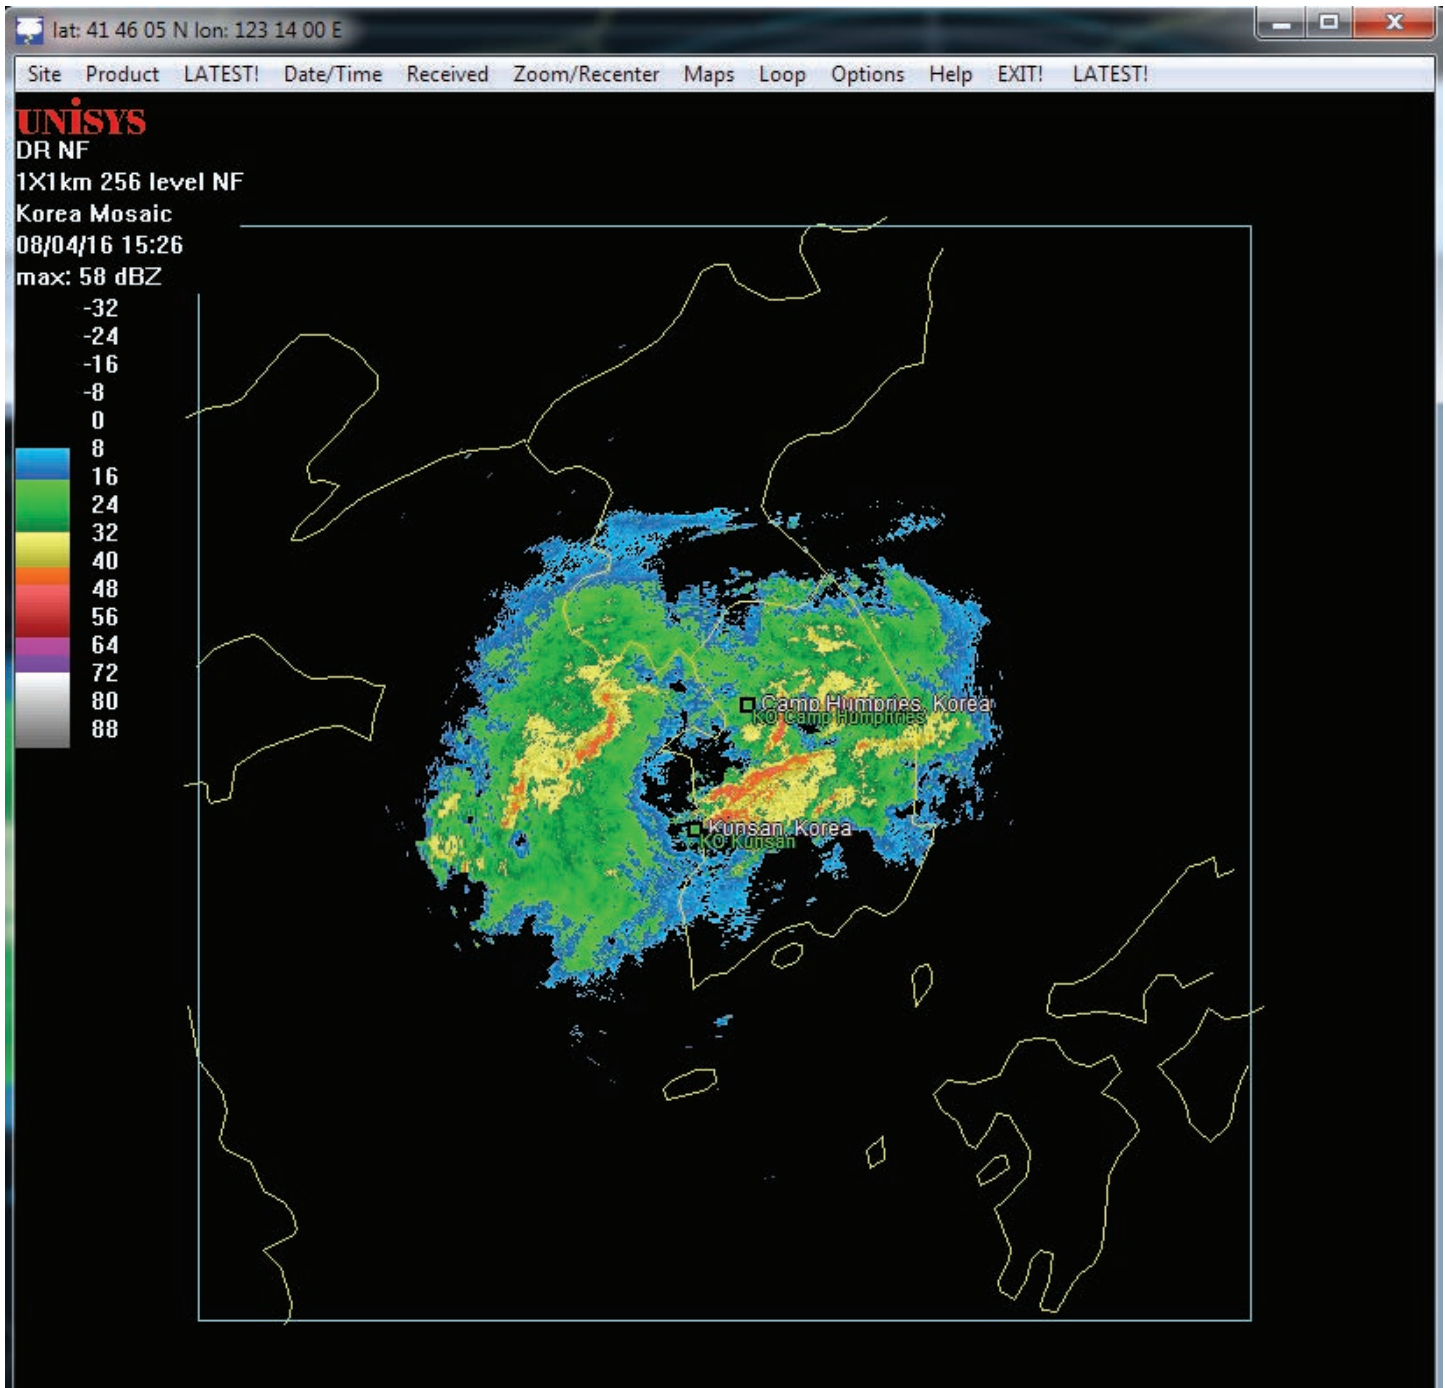 lat: 41 46 05 N lon: 123 14 00 E
Site Product LATEST! Date/Time Received Zoom/Recenter Maps Loop Options Help EXIT! LATEST!
UNISYS
DR NF
1X1km 256 level NF
Korea Mosaic
08/04/16 15:26
max: 58 dBZ
-32
-24
-16
-8
0
8
16
24
32
40
48
56
64
72
80
88
Camp Humpries, Korea
KO Camp Humphries
Kunsan, Korea
KO Kunsan